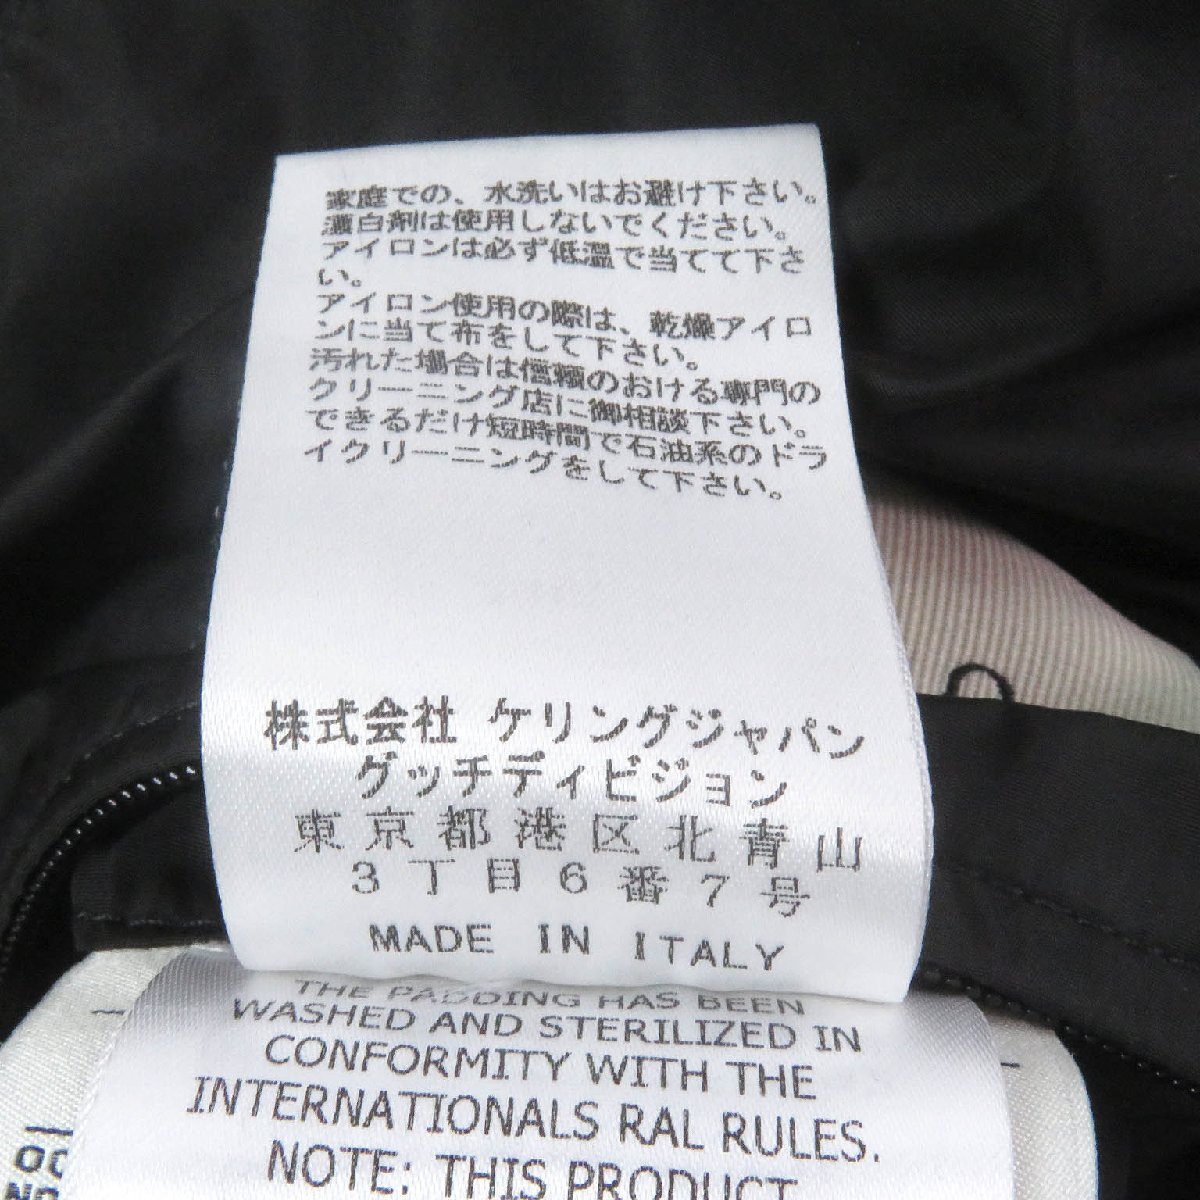 家庭での、水洗いはお避け下さい。
漂白剤は使用しないでください。
アイロンは必ず低温で当てて下さ
い。
アイロン使用の際は、乾燥アイロ
ンに当て布をして下さい。
汚れた場合は信頼のおける専門の
クリーニング店に御相談下さい。
できるだけ短時間で石油系のドラ
イクリーニングをして下さい。
株式会社 ケリングジャパン
グッチディビジョン
東京都港区北青山
3丁目6番7号
MADE IN ITALY
THE PADDING HAS BEEN
WASHED AND STERILIZED IN
CONFORMITY WITH THE
INTERNATIONALS RAL RULES.
NOTE: THIS PRODUCT